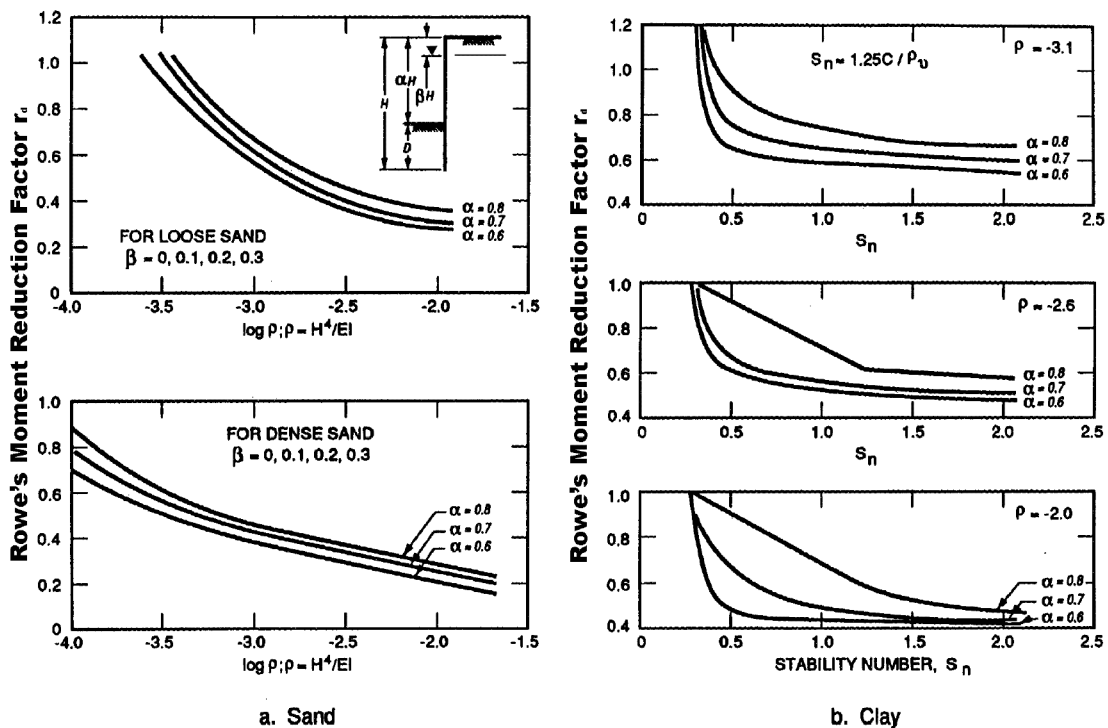 Rowe's Moment Reduction Factor r_d
1.2
1.0
0.8
0.6
0.4
0.2
0
-4.0 -3.5 -3.0 -2.5 -2.0 -1.5
log ρ; ρ = H⁴/EI
FOR LOOSE SAND
β = 0, 0.1, 0.2, 0.3
H
αH
βH
D
α = 0.8
α = 0.7
α = 0.6
1.0
0.8
0.6
0.4
0.2
0
-4.0 -3.5 -3.0 -2.5 -2.0 -1.5
log ρ; ρ = H⁴/EI
FOR DENSE SAND
β = 0, 0.1, 0.2, 0.3
α = 0.8
α = 0.7
α = 0.6
a. Sand
Rowe's Moment Reduction Factor r_d
1.2
1.0
0.8
0.6
0.4
0 0.5 1.0 1.5 2.0 2.5
S_n
S_n ≈ 1.25C / p_υ
ρ = -3.1
α = 0.8
α = 0.7
α = 0.6
1.0
0.8
0.6
0.4
0 0.5 1.0 1.5 2.0 2.5
S_n
ρ ≈ -2.6
α = 0.8
α = 0.7
α = 0.6
1.0
0.8
0.6
0.4
0 0.5 1.0 1.5 2.0 2.5
STABILITY NUMBER, S_n
ρ = -2.0
α = 0.8
α = 0.7
α = 0.6
b. Clay